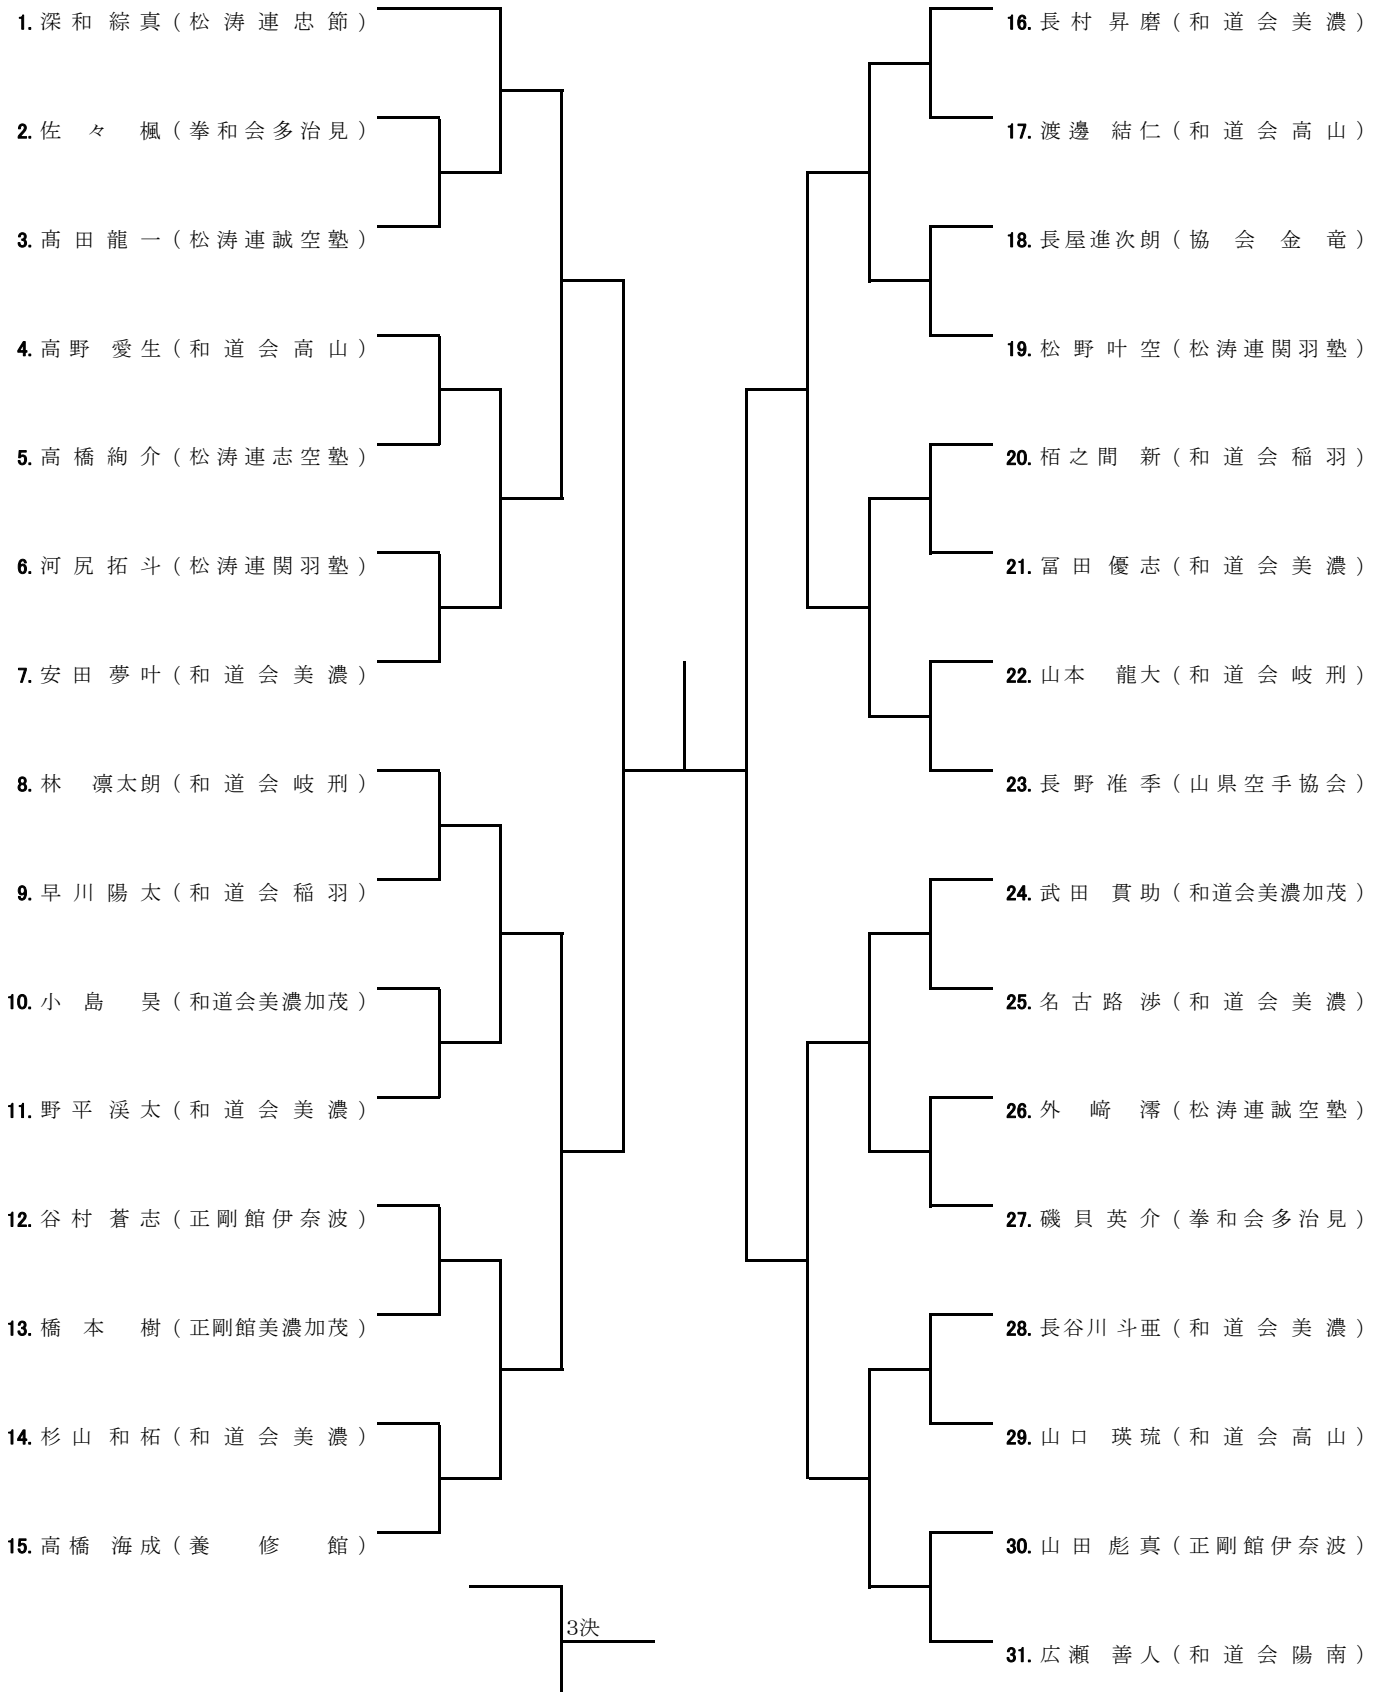 1. 深和綜真(松涛連忠節)
2. 佐々 楓(拳和会多治見)
3. 髙田龍一(松涛連誠空塾)
4. 高野 愛生(和道会高山)
5. 高橋絢介(松涛連志空塾)
6. 河尻拓斗(松涛連関羽塾)
7. 安田夢叶(和道会美濃)
8. 林 凛太朗(和道会岐刑)
9. 早川陽太(和道会稲羽)
10. 小島 昊(和道会美濃加茂)
11. 野平渓太(和道会美濃)
12. 谷村蒼志(正剛館伊奈波)
13. 橋本 樹(正剛館美濃加茂)
14. 杉山和柘(和道会美濃)
15. 高橋 海成(養修館)
3決
16. 長村昇磨(和道会美濃)
17. 渡邊 結仁(和道会高山)
18. 長屋進次朗(協会金竜)
19. 松野叶空(松涛連関羽塾)
20. 栢之間 新(和道会稲羽)
21. 冨田優志(和道会美濃)
22. 山本 龍大(和道会岐刑)
23. 長野准季(山県空手協会)
24. 武田 貫助(和道会美濃加茂)
25. 名古路渉(和道会美濃)
26. 外﨑 澪(松涛連誠空塾)
27. 磯貝英介(拳和会多治見)
28. 長谷川 斗亜(和道会美濃)
29. 山口 瑛琉(和道会高山)
30. 山田彪真(正剛館伊奈波)
31. 広瀬 善人(和道会陽南)